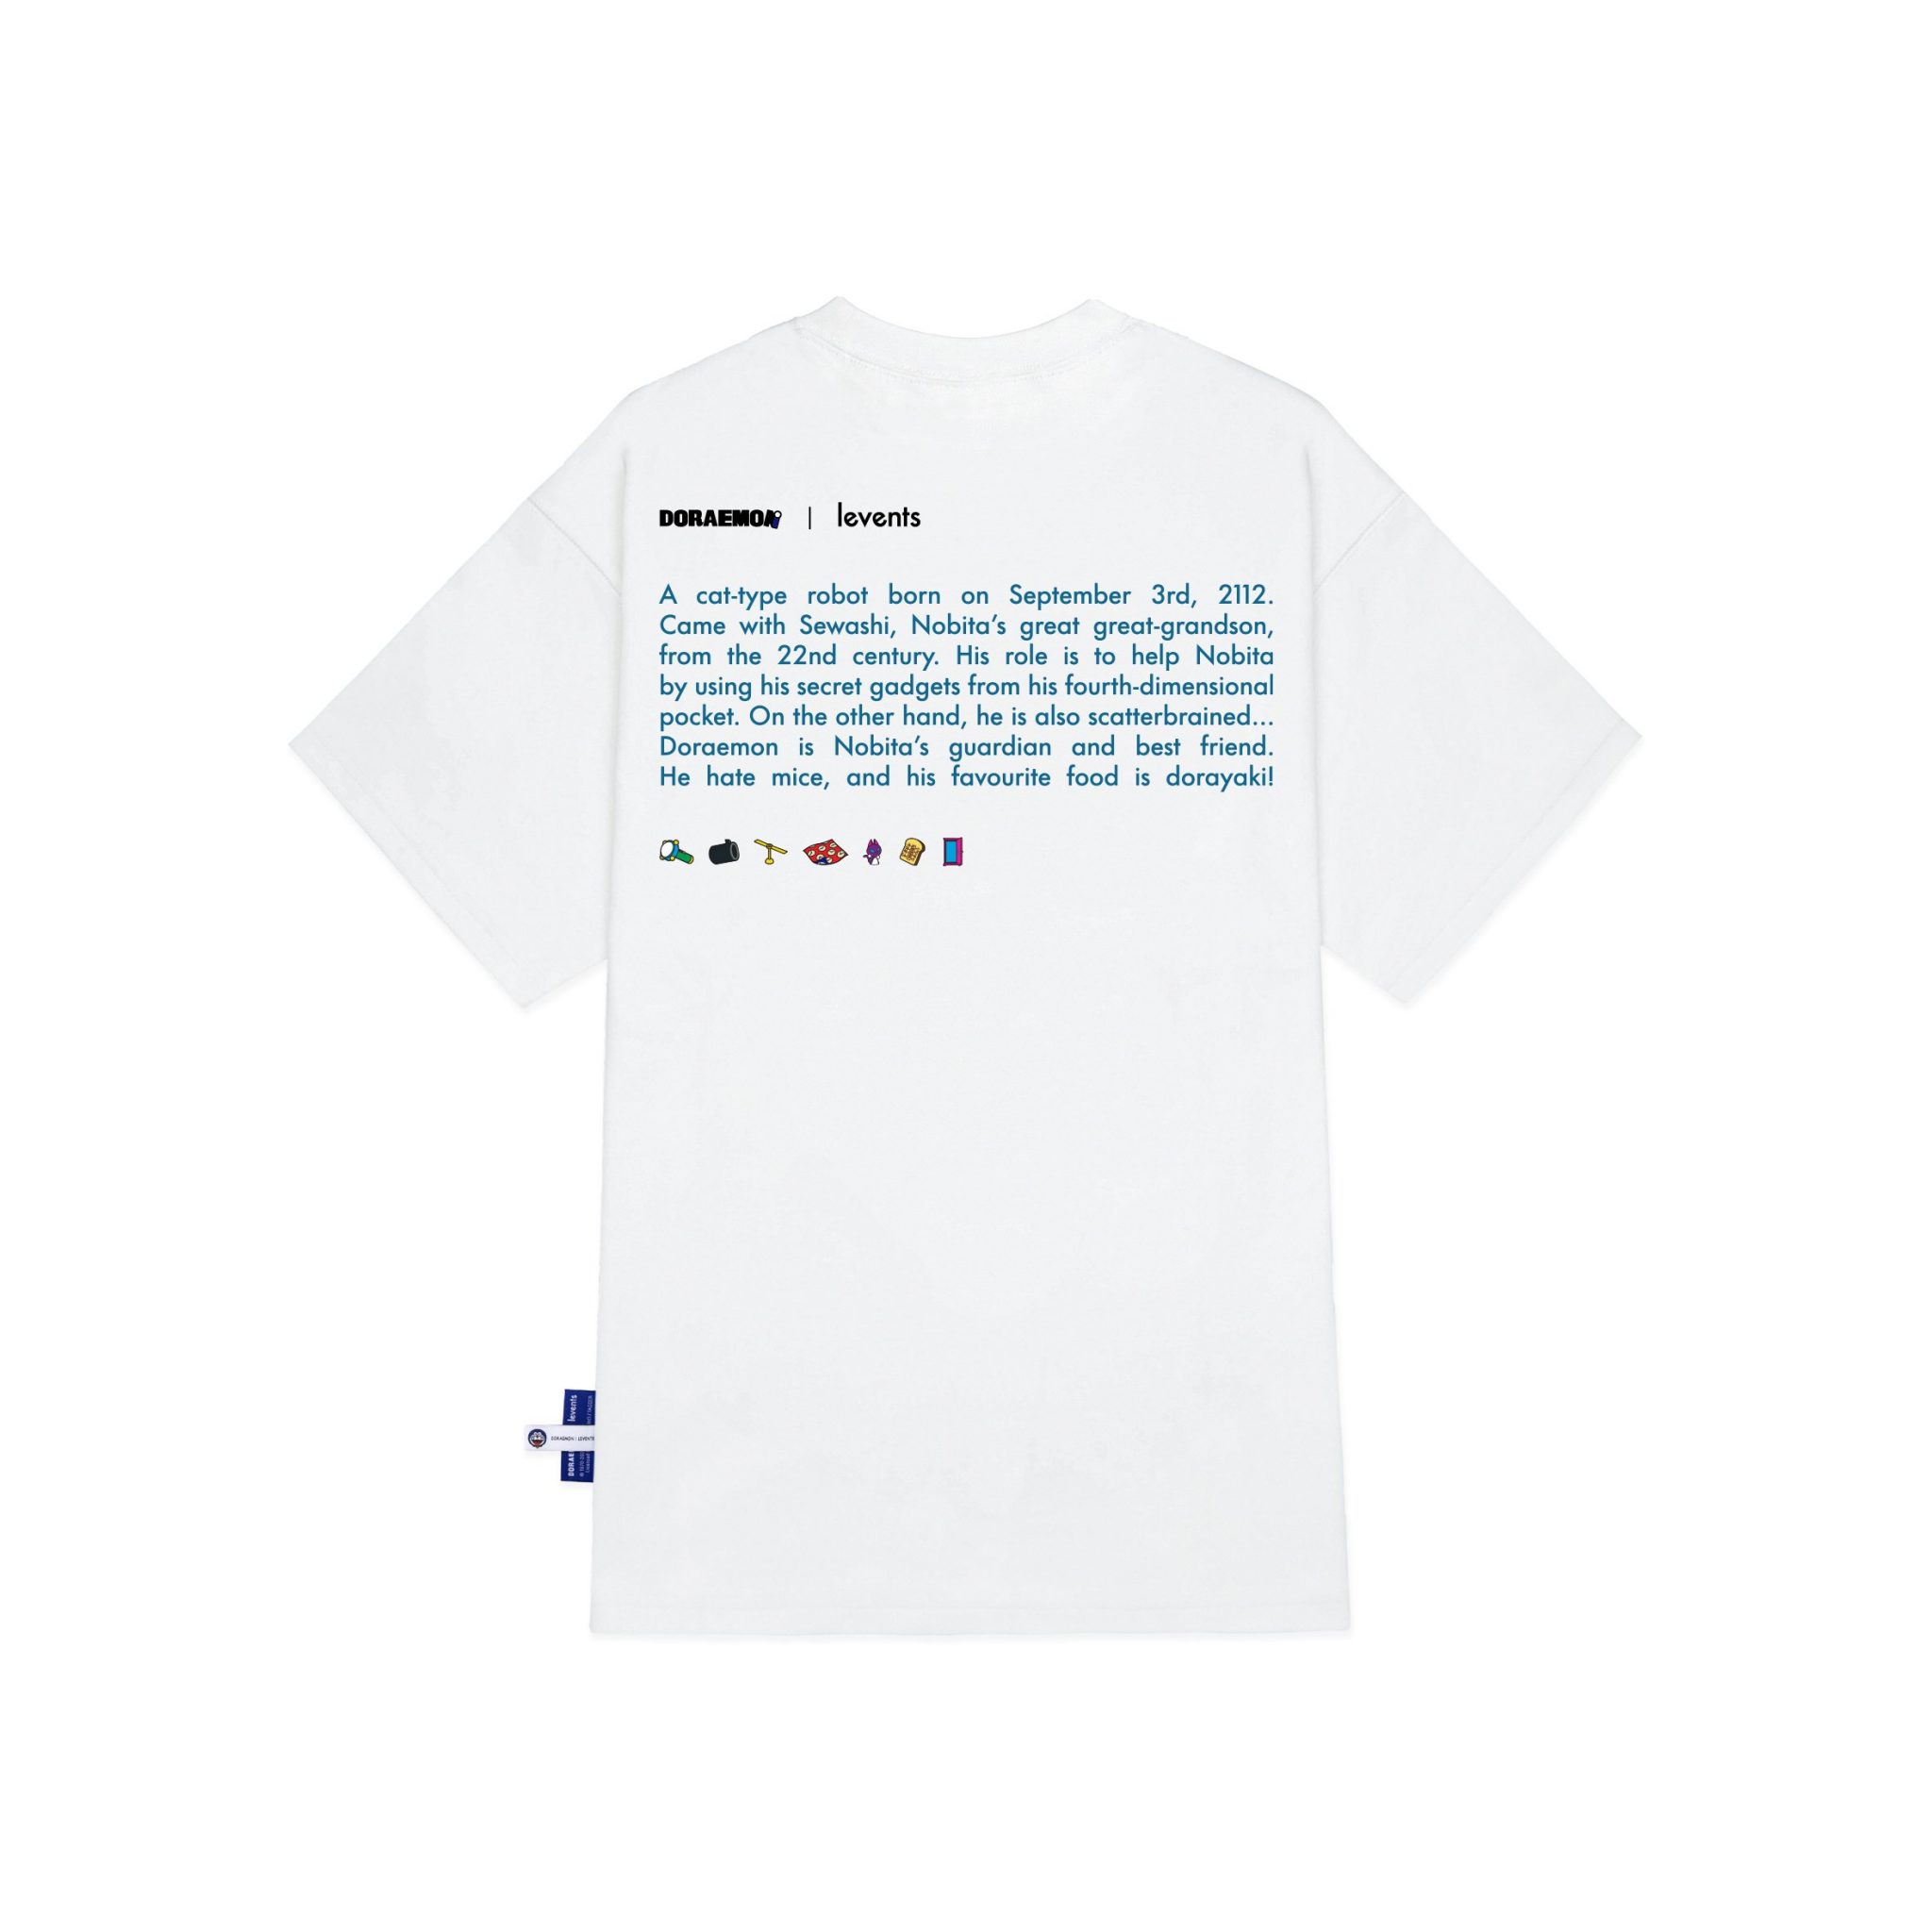 DORAEMON | levents
A cat-type robot born on September 3rd, 2112.
Came with Sewashi, Nobita's great great-grandson,
from the 22nd century. His role is to help Nobita
by using his secret gadgets from his fourth-dimensional
pocket. On the other hand, he is also scatterbrained...
Doraemon is Nobita's guardian and best friend.
He hate mice, and his favourite food is dorayaki!
levents
DORAEMON | LEVENTS